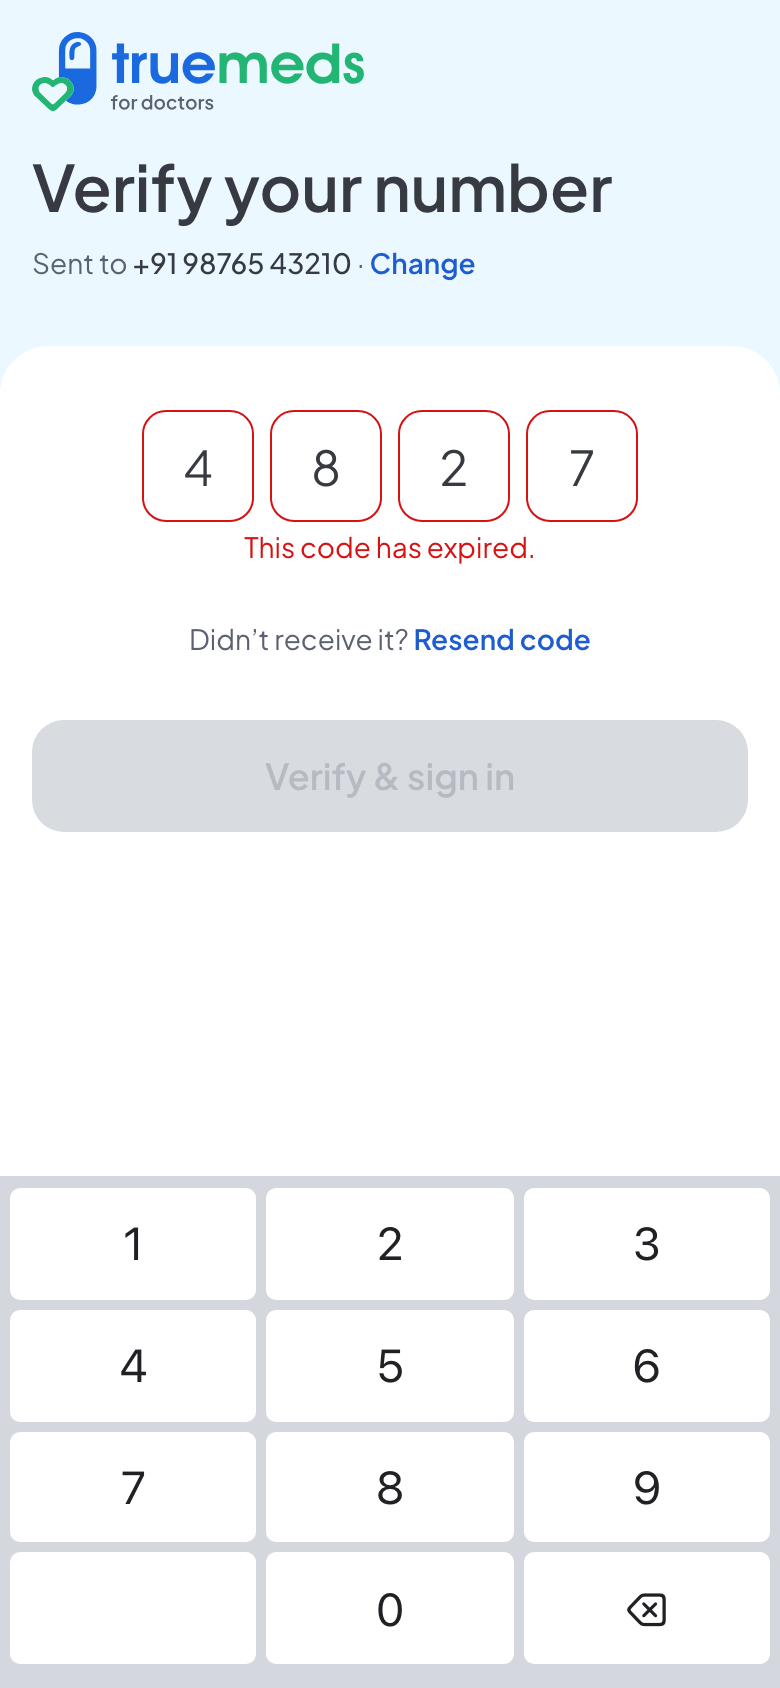 truemeds
for doctors
Verify your number
Sent to +91 98765 43210 · Change
4 8 2 7
This code has expired.
Didn’t receive it? Resend code
Verify & sign in
1 2 3
4 5 6
7 8 9
0